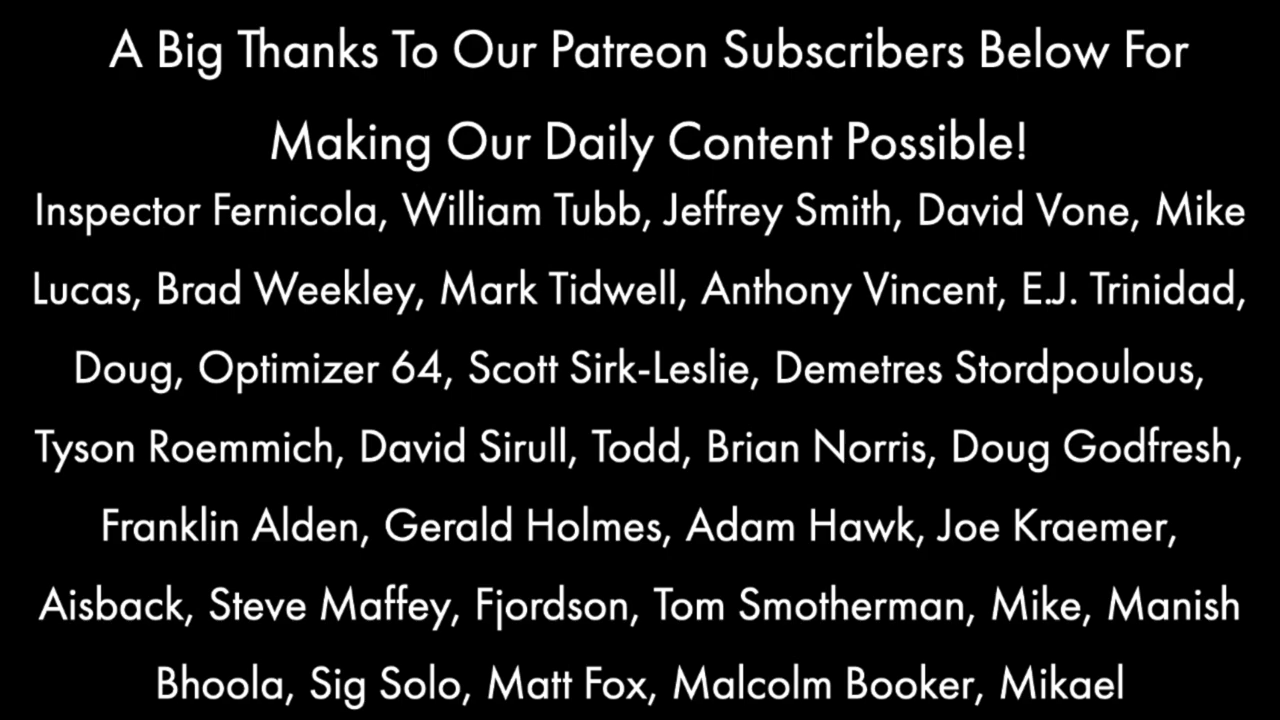 A Big Thanks To Our Patreon Subscribers Below For
Making Our Daily Content Possible!
Inspector Fernicola, William Tubb, Jeffrey Smith, David Vone, Mike
Lucas, Brad Weekley, Mark Tidwell, Anthony Vincent, E.J. Trinidad,
Doug, Optimizer 64, Scott Sirk-Leslie, Demetres Stordpoulous,
Tyson Roemmich, David Sirull, Todd, Brian Norris, Doug Godfresh,
Franklin Alden, Gerald Holmes, Adam Hawk, Joe Kraemer,
Aisback, Steve Maffey, Fjordson, Tom Smotherman, Mike, Manish
Bhoola, Sig Solo, Matt Fox, Malcolm Booker, Mikael